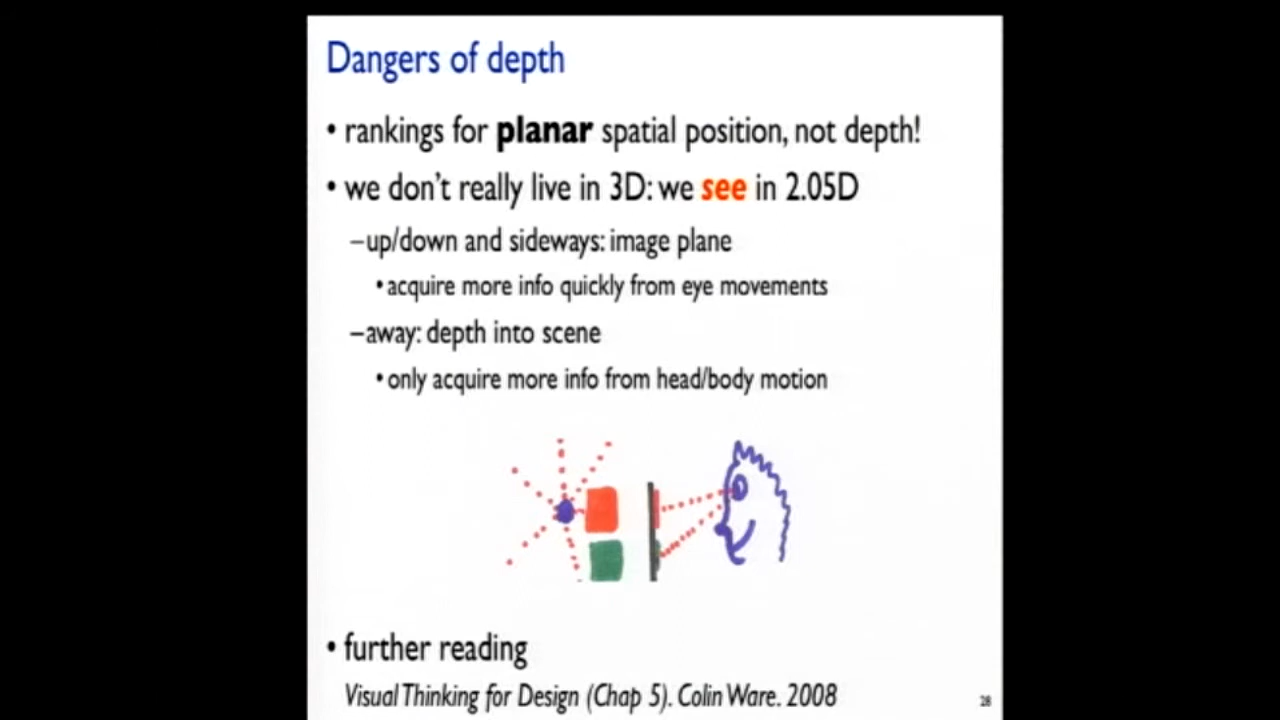 Dangers of depth
• rankings for planar spatial position, not depth!
• we don't really live in 3D: we see in 2.05D
–up/down and sideways: image plane
• acquire more info quickly from eye movements
–away: depth into scene
• only acquire more info from head/body motion
• further reading
Visual Thinking for Design (Chap 5). Colin Ware. 2008
28